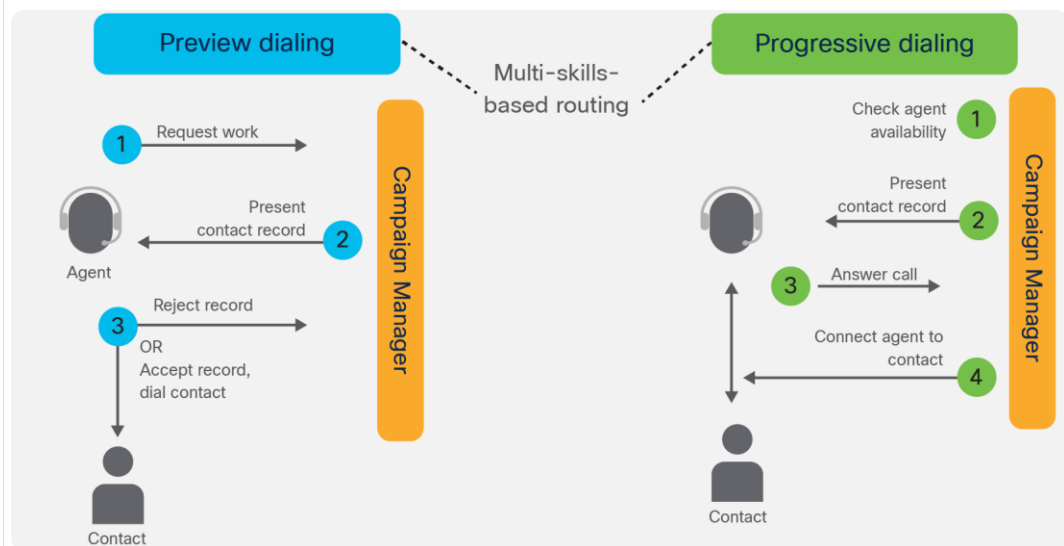 Preview dialing
Multi-skills-
based routing
Progressive dialing
1
Request work
Present
contact record
2
Agent
3
Reject record
OR
Accept record,
dial contact
Contact
Campaign Manager
Check agent
availability
1
Present
contact record
2
3
Answer call
Connect agent to
contact
4
Contact
Campaign Manager